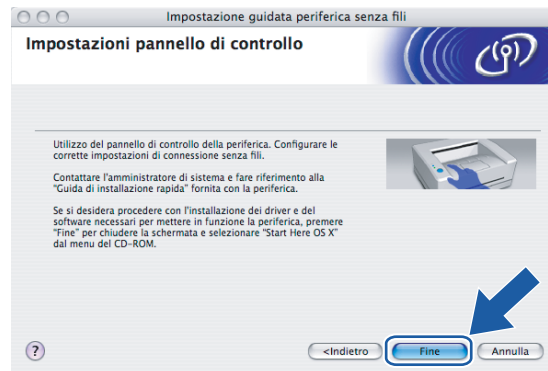 Impostazione guidata periferica senza fili
Impostazioni pannello di controllo
Utilizzo del pannello di controllo della periferica. Configurare le
corrette impostazioni di connessione senza fili.
Contattare l'amministratore di sistema e fare riferimento alla
"Guida di installazione rapida" fornita con la periferica.
Se si desidera procedere con l'installazione dei driver e del
software necessari per mettere in funzione la periferica, premere
"Fine" per chiudere la schermata e selezionare "Start Here OS X"
dal menu del CD-ROM.
?
<Indietro
Fine
Annulla